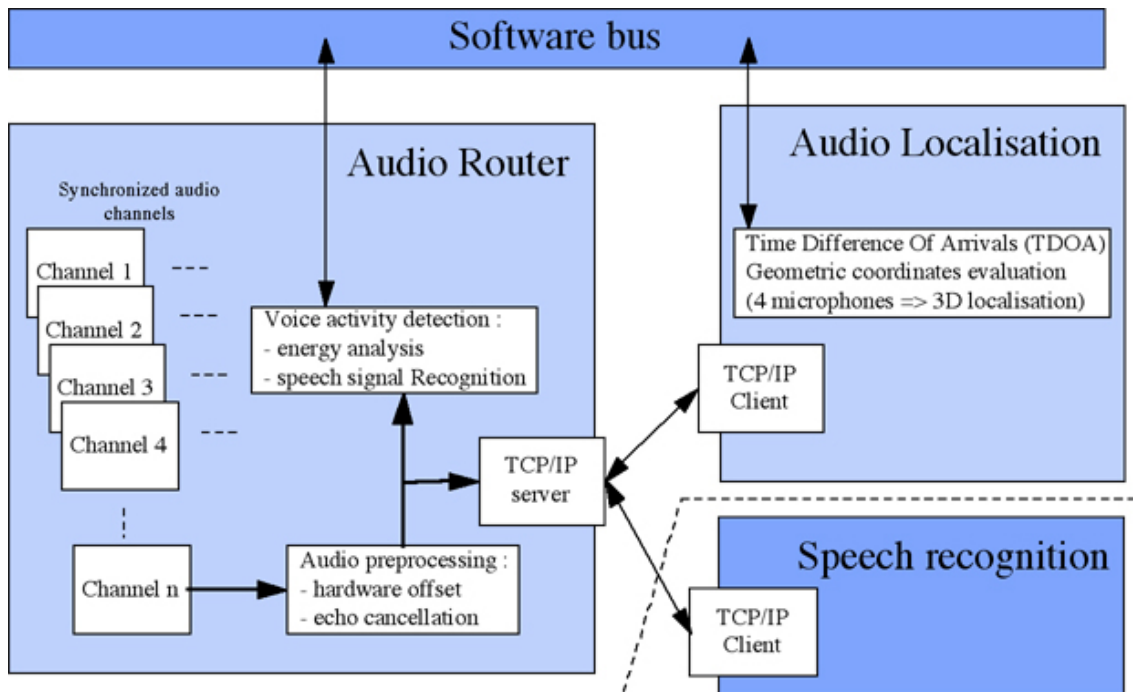 Software bus
Audio Router
Synchronized audio
channels
Channel 1
Channel 2
Channel 3
Channel 4
Channel n
Voice activity detection :
- energy analysis
- speech signal Recognition
TCP/IP
server
Audio preprocessing :
- hardware offset
- echo cancellation
Audio Localisation
Time Difference Of Arrivals (TDOA)
Geometric coordinates evaluation
(4 microphones => 3D localisation)
TCP/IP
Client
Speech recognition
TCP/IP
Client